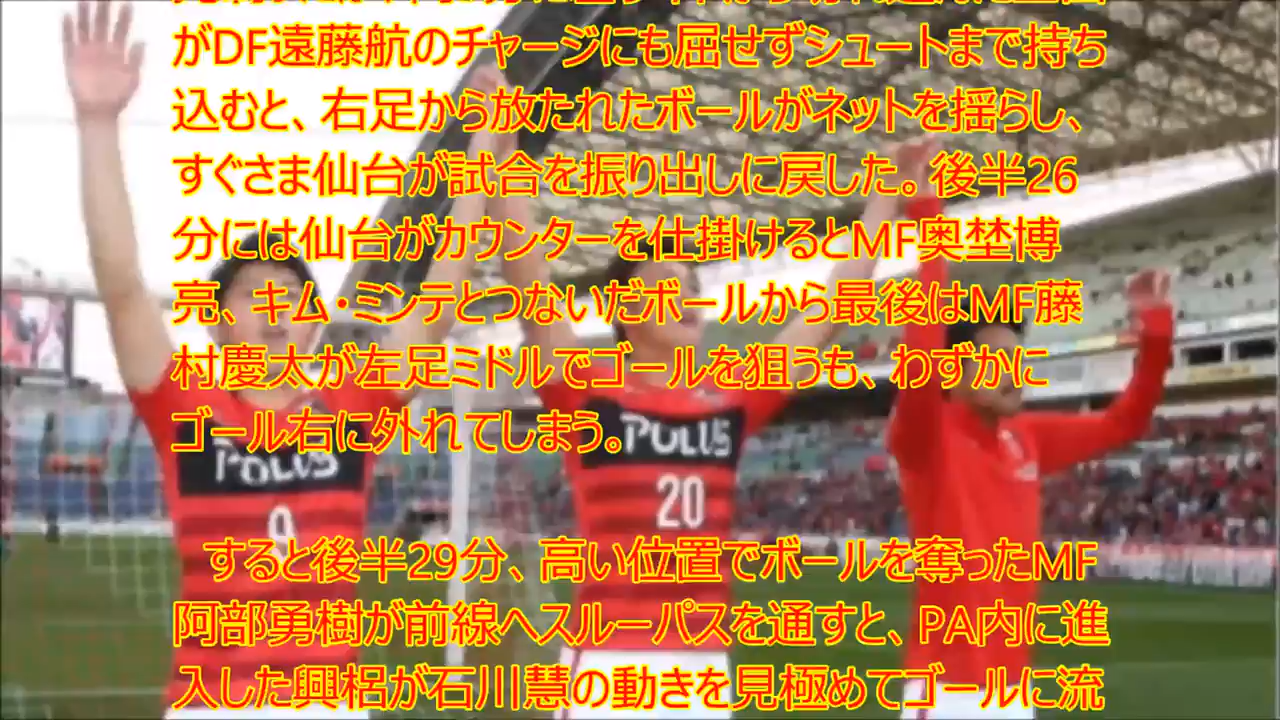 がDF遠藤航のチャージにも屈せずシュートまで持ち
込むと、右足から放たれたボールがネットを揺らし、
すぐさま仙台が試合を振り出しに戻した。後半26
分には仙台がカウンターを仕掛けるとMF奥埜博
亮、キム・ミンテとつないだボールから最後はMF藤
村慶太が左足ミドルでゴールを狙うも、わずかに
ゴール右に外れてしまう。
POLUS
POLUS
20
9
すると後半29分、高い位置でボールを奪ったMF
阿部勇樹が前線へスルーパスを通すと、PA内に進
入した興梠が石川慧の動きを見極めてゴールに流